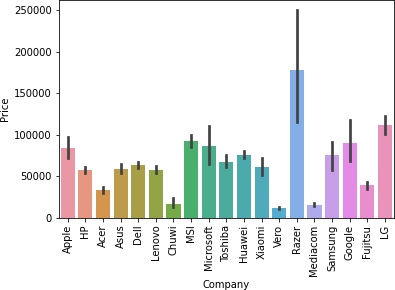 250000
200000
150000
100000
50000
0
Price
Apple
HP
Acer
Asus
Dell
Lenovo
Chuwi
MSI
Microsoft
Toshiba
Huawei
Xiaomi
Vero
Razer
Mediacom
Samsung
Google
Fujitsu
LG
Company